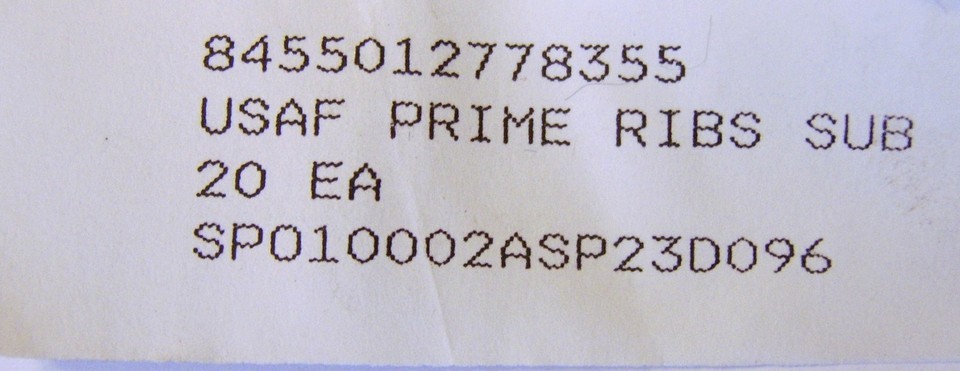 8455012778355
USAF PRIME RIBS SUB
20 EA
SP010002ASP23D096